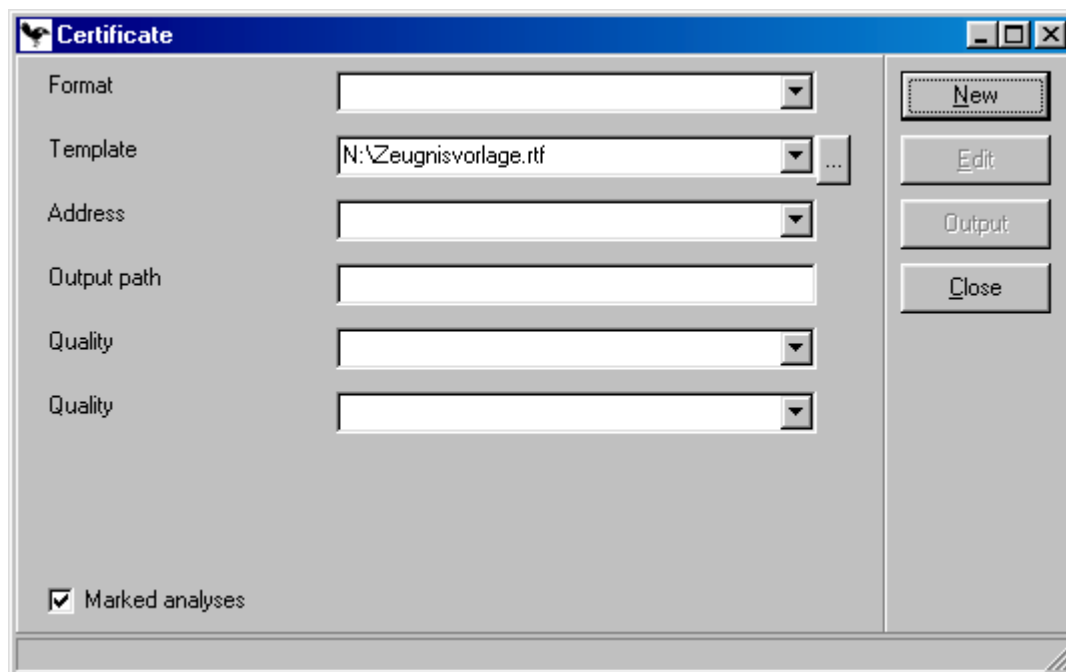 Certificate
Format
New
Template
N:\Zeugnisvorlage.rtf
...
Edit
Address
Output
Output path
Close
Quality
Quality
Marked analyses